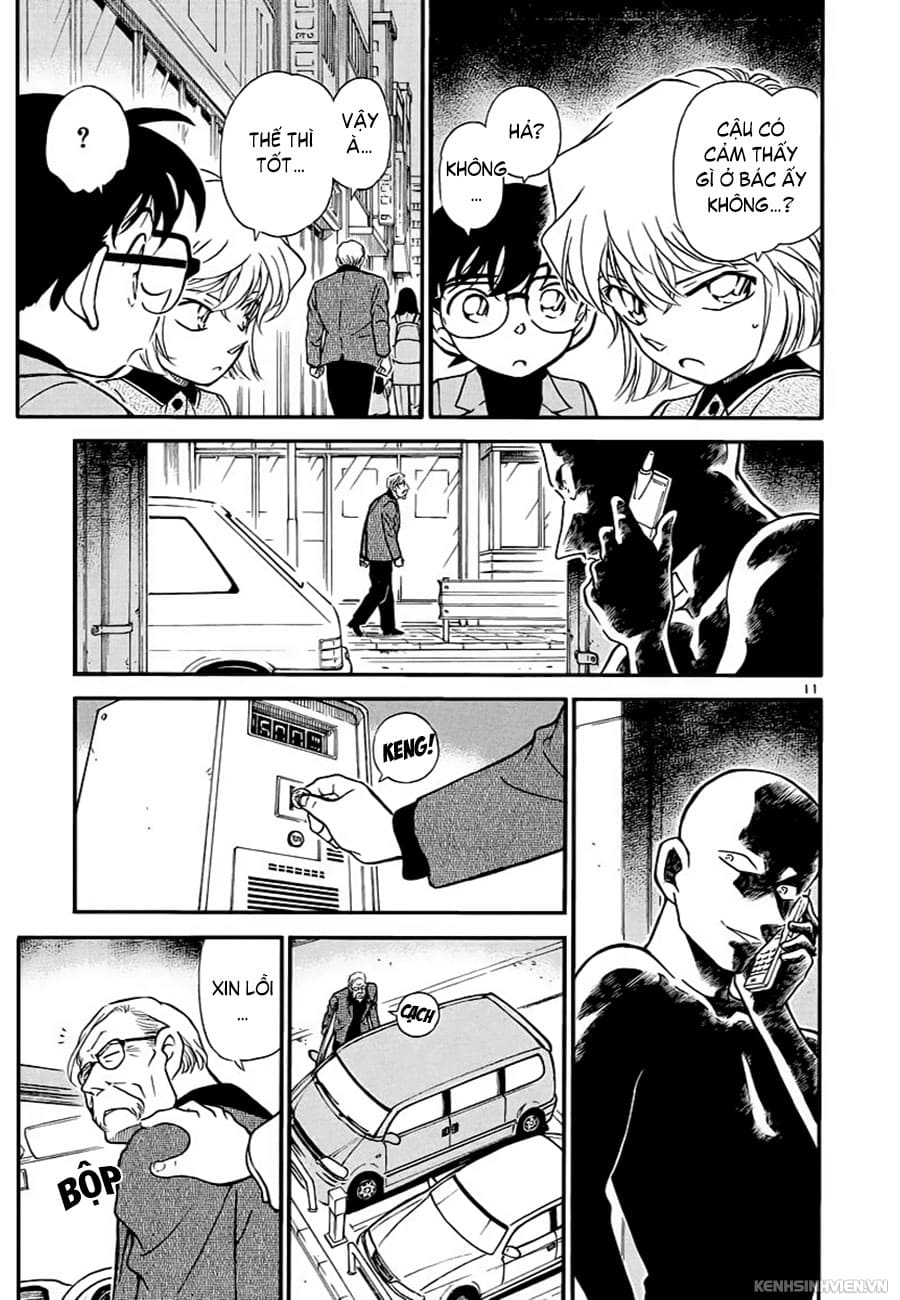 CẬU CÓ
CẢM THẤY
GÌ Ở BÁC ẤY
KHÔNG...?
HẢ?
KHÔNG
...
VẬY
À...
THẾ THÌ
TỐT...
?
11
KENG!
CẠCH
XIN LỖI
...
BỘP
KENHSINHVIEN.VN